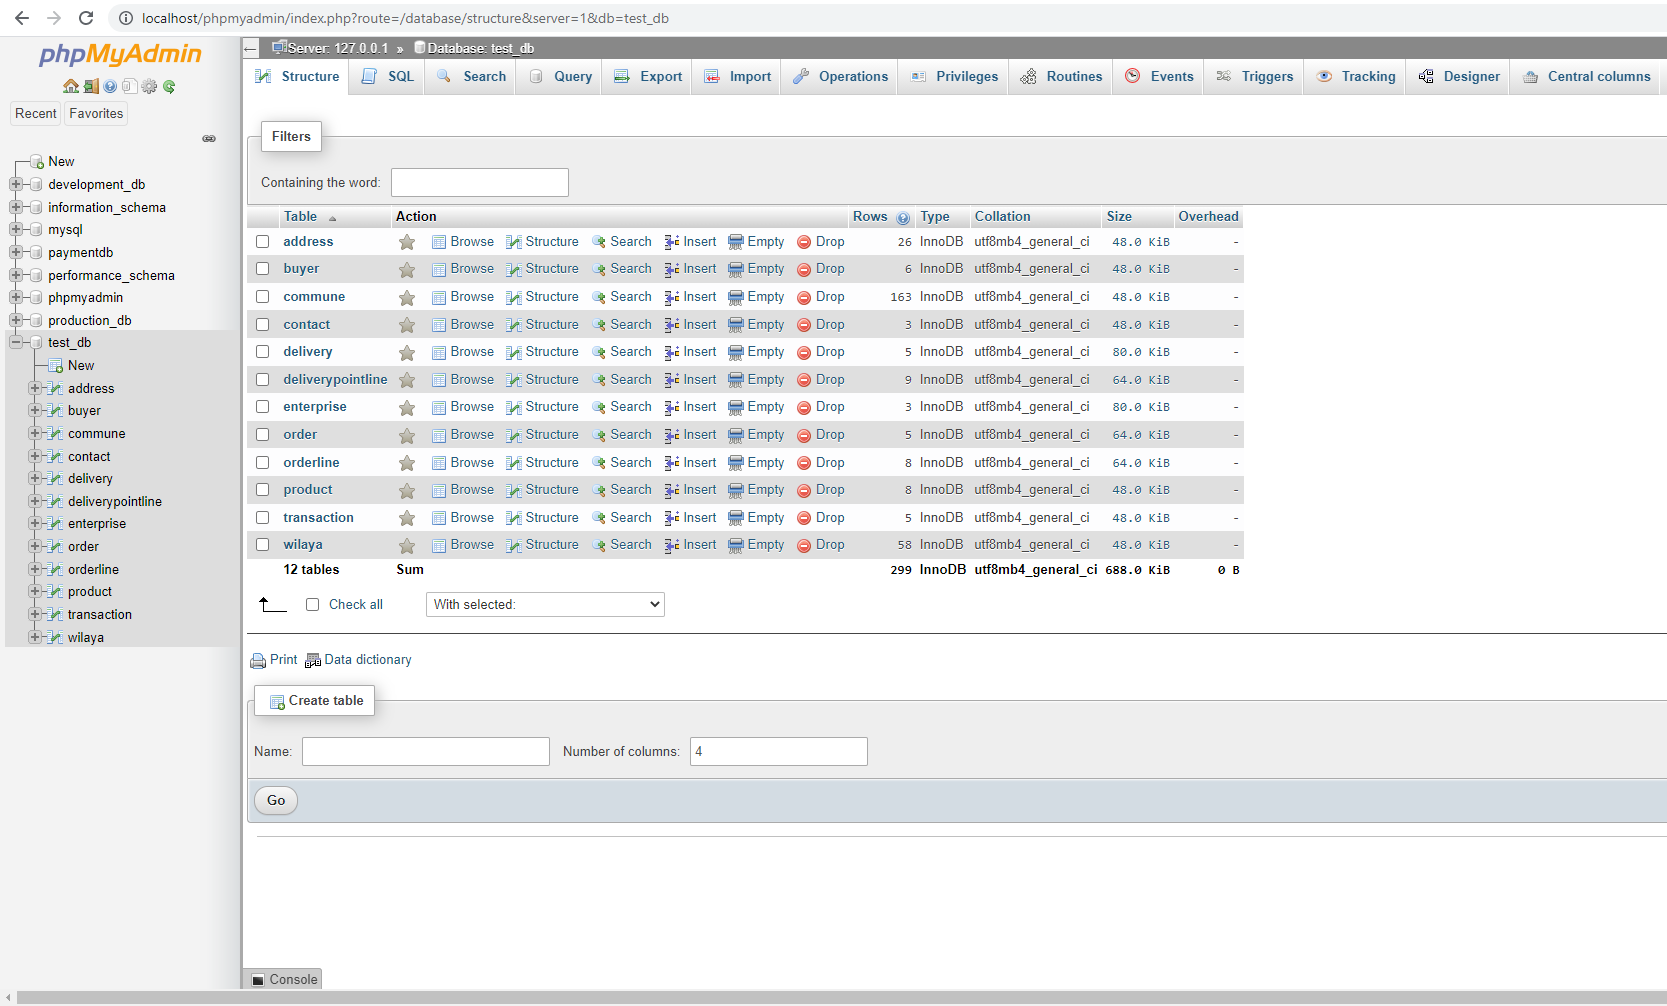 localhost/phpmyadmin/index.php?route=/database/structure&server=1&db=test_db
phpMyAdmin
Recent Favorites
New
development_db
information_schema
mysql
paymentdb
performance_schema
phpmyadmin
production_db
test_db
New
address
buyer
commune
contact
delivery
deliverypointline
enterprise
order
orderline
product
transaction
wilaya
Server: 127.0.0.1 » Database: test_db
Structure SQL Search Query Export Import Operations Privileges Routines Events Triggers Tracking Designer Central columns
Filters
Containing the word:
Table Action Rows Type Collation Size Overhead
address Browse Structure Search Insert Empty Drop 26 InnoDB utf8mb4_general_ci 48.0 KiB -
buyer Browse Structure Search Insert Empty Drop 6 InnoDB utf8mb4_general_ci 48.0 KiB -
commune Browse Structure Search Insert Empty Drop 163 InnoDB utf8mb4_general_ci 48.0 KiB -
contact Browse Structure Search Insert Empty Drop 3 InnoDB utf8mb4_general_ci 48.0 KiB -
delivery Browse Structure Search Insert Empty Drop 5 InnoDB utf8mb4_general_ci 80.0 KiB -
deliverypointline Browse Structure Search Insert Empty Drop 9 InnoDB utf8mb4_general_ci 64.0 KiB -
enterprise Browse Structure Search Insert Empty Drop 3 InnoDB utf8mb4_general_ci 80.0 KiB -
order Browse Structure Search Insert Empty Drop 5 InnoDB utf8mb4_general_ci 64.0 KiB -
orderline Browse Structure Search Insert Empty Drop 8 InnoDB utf8mb4_general_ci 64.0 KiB -
product Browse Structure Search Insert Empty Drop 8 InnoDB utf8mb4_general_ci 48.0 KiB -
transaction Browse Structure Search Insert Empty Drop 5 InnoDB utf8mb4_general_ci 48.0 KiB -
wilaya Browse Structure Search Insert Empty Drop 58 InnoDB utf8mb4_general_ci 48.0 KiB -
12 tables Sum 299 InnoDB utf8mb4_general_ci 688.0 KiB 0 B
Check all With selected:
Print Data dictionary
Create table
Name: Number of columns: 4
Go
Console